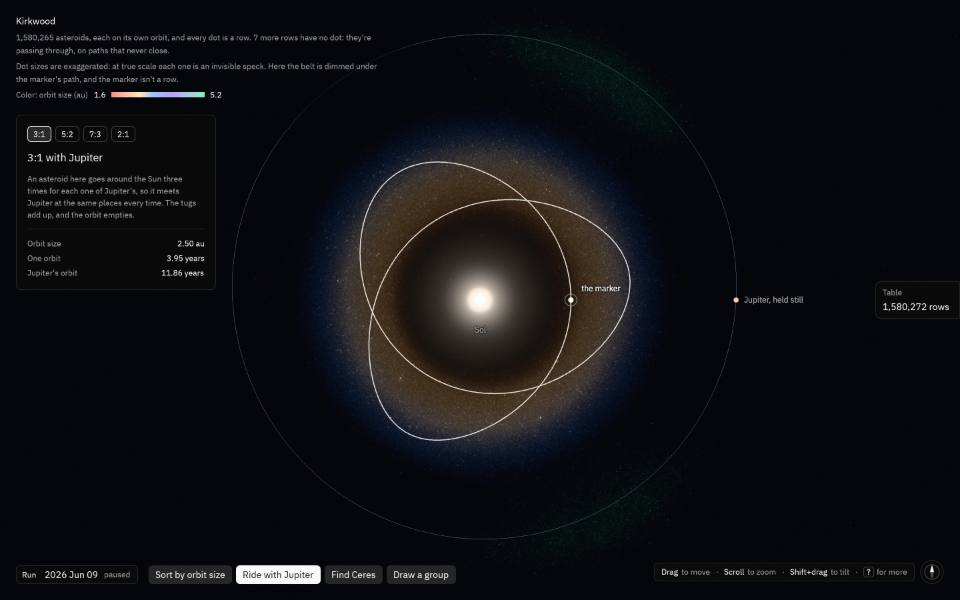 Kirkwood
1,580,265 asteroids, each on its own orbit, and every dot is a row. 7 more rows have no dot: they're
passing through, on paths that never close.
Dot sizes are exaggerated: at true scale each one is an invisible speck. Here the belt is dimmed under
the marker's path, and the marker isn't a row.
Color: orbit size (au) 1.6 5.2
3:1 5:2 7:3 2:1
3:1 with Jupiter
An asteroid here goes around the Sun three
times for each one of Jupiter's, so it meets
Jupiter at the same places every time. The tugs
add up, and the orbit empties.
Orbit size 2.50 au
One orbit 3.95 years
Jupiter's orbit 11.86 years
the marker
Jupiter, held still
Sol
Table
1,580,272 rows
Run 2026 Jun 09 paused
Sort by orbit size
Ride with Jupiter
Find Ceres
Draw a group
Drag to move · Scroll to zoom · Shift+drag to tilt · ? for more